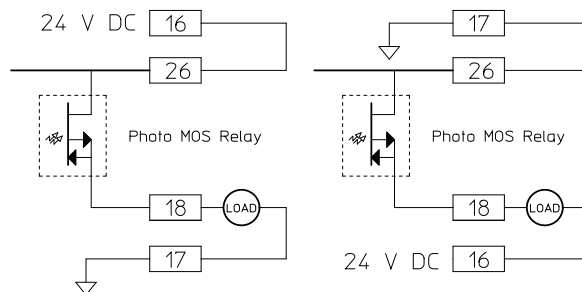 24 V DC 16
26
Photo MOS Relay
18 LOAD
17
17
26
Photo MOS Relay
18 LOAD
24 V DC 16